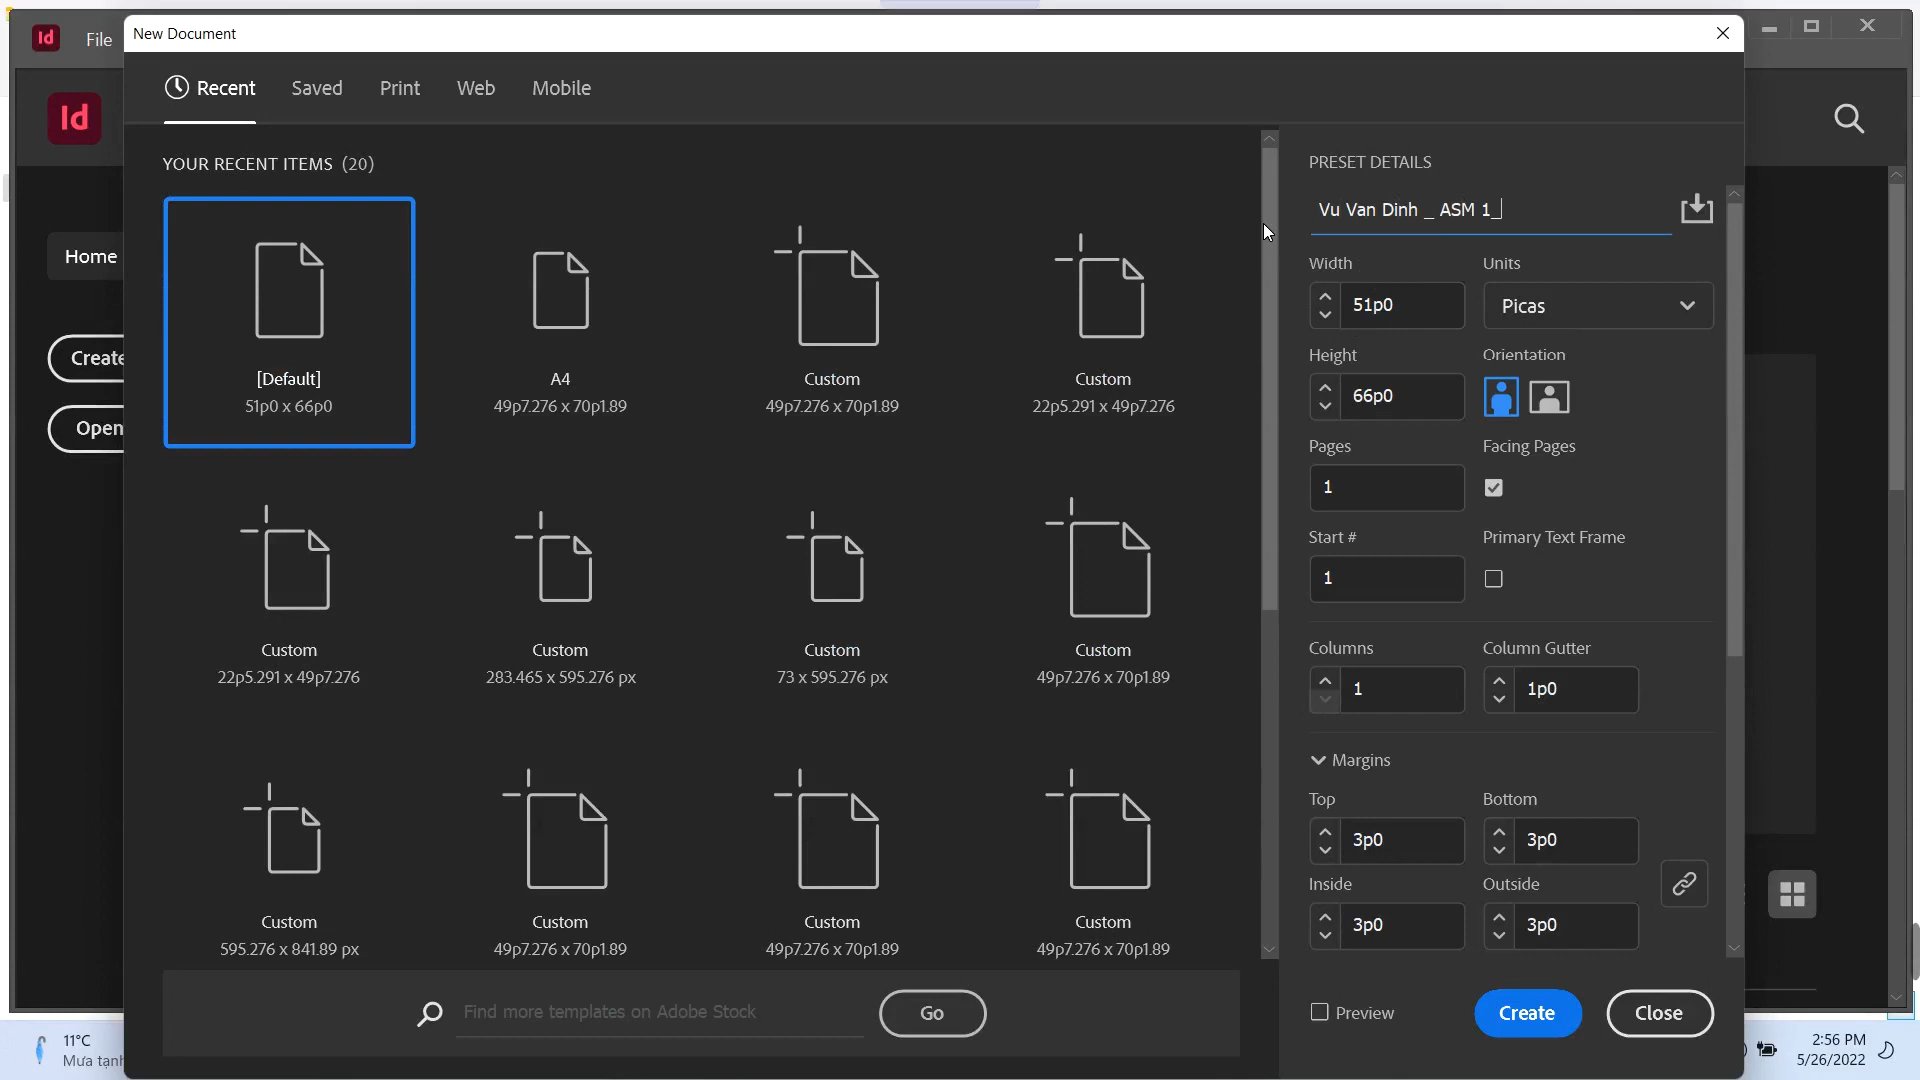 Id
File
New Document
Id
Recent
Saved
Print
Web
Mobile
YOUR RECENT ITEMS (20)
PRESET DETAILS
Vu Van Dinh _ ASM 1_
Home
Create
Open
[Default]
51p0 x 66p0
A4
49p7.276 x 70p1.89
Custom
49p7.276 x 70p1.89
Custom
22p5.291 x 49p7.276
Custom
22p5.291 x 49p7.276
Custom
283.465 x 595.276 px
Custom
73 x 595.276 px
Custom
49p7.276 x 70p1.89
Custom
595.276 x 841.89 px
Custom
49p7.276 x 70p1.89
Custom
49p7.276 x 70p1.89
Custom
49p7.276 x 70p1.89
Find more templates on Adobe Stock
Go
Width
Units
51p0
Picas
Height
Orientation
66p0
Pages
Facing Pages
1
Start #
Primary Text Frame
1
Columns
Column Gutter
1
1p0
Margins
Top
Bottom
3p0
3p0
Inside
Outside
3p0
3p0
Preview
Create
Close
11°C
Mưa tạnh
2:56 PM
5/26/2022